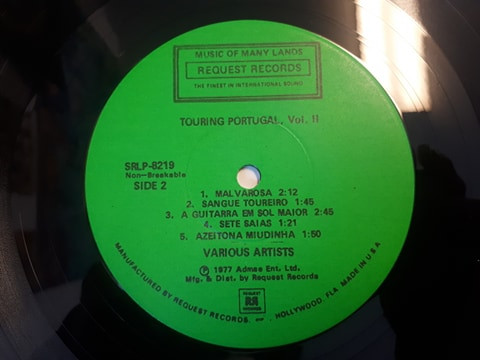 MUSIC OF MANY LANDS
REQUEST RECORDS
THE FINEST IN INTERNATIONAL SOUND
TOURING PORTUGAL, Vol. II
SRLP-8219
Non-Breakable
SIDE 2
1. MALVAROSA 2:12
2. SANGUE TOUREIRO 1:45
3. A GUITARRA EM SOL MAIOR 2:45
4. SETE SAIAS 1:21
5. AZEITONA MIUDINHA 1:50
VARIOUS ARTISTS
Ⓟ 1977 Admae Ent. Ltd.
Mfg. & Dist. by Request Records
REQUEST
RR
RECORDS
MANUFACTURED BY REQUEST RECORDS. HOLLYWOOD, FLA. MADE IN U.S.A